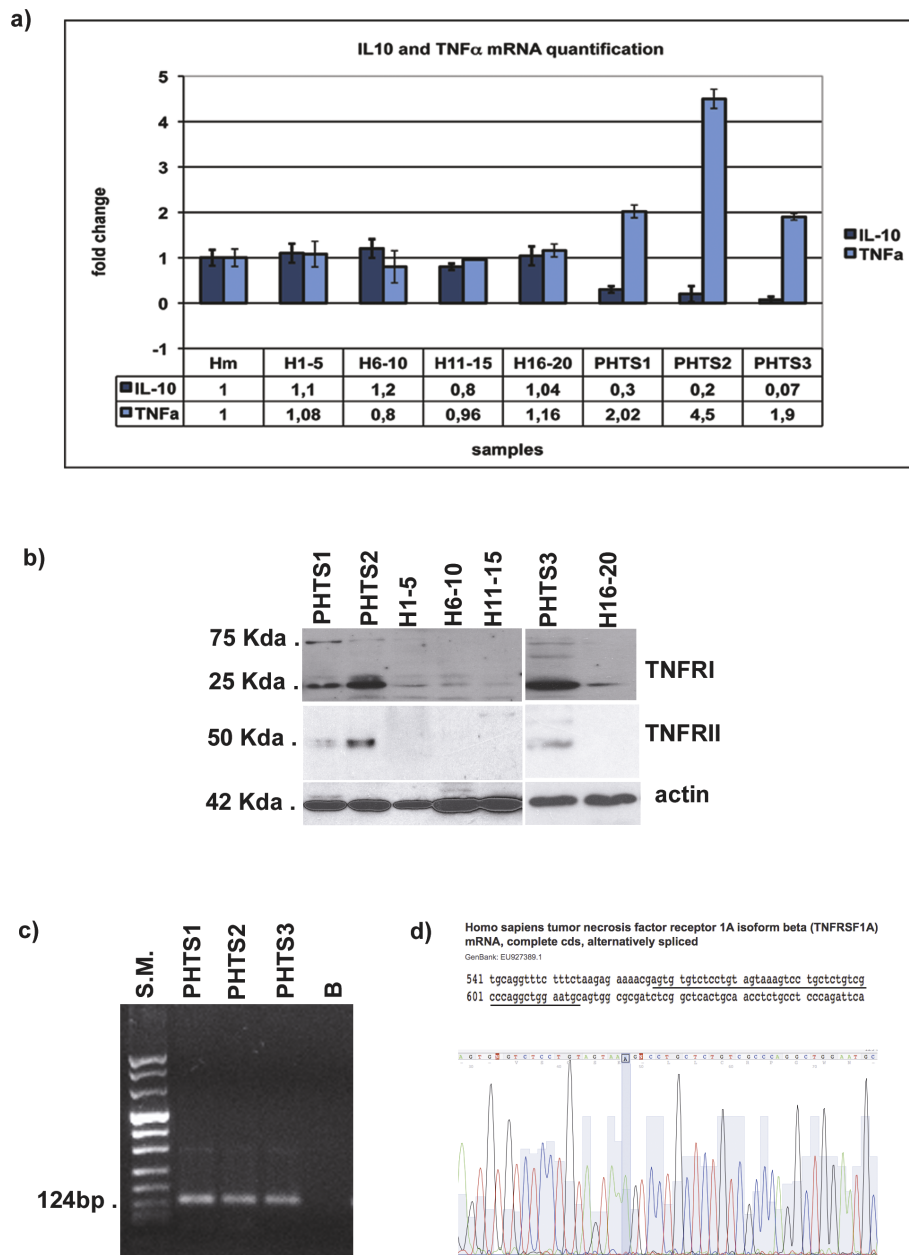 a)
IL10 and TNFα mRNA quantification
5
4
3
2
1
0
-1
fold change
IL-10
TNFa
Hm H1-5 H6-10 H11-15 H16-20 PHTS1 PHTS2 PHTS3
IL-10 1 1,1 1,2 0,8 1,04 0,3 0,2 0,07
TNFa 1 1,08 0,8 0,96 1,16 2,02 4,5 1,9
samples
b)
PHTS1 PHTS2 H1-5 H6-10 H11-15 PHTS3 H16-20
75 Kda .
25 Kda .
TNFRI
50 Kda .
TNFRII
42 Kda .
actin
c)
S.M. PHTS1 PHTS2 PHTS3 B
124bp .
d)
Homo sapiens tumor necrosis factor receptor 1A isoform beta (TNFRSF1A)
mRNA, complete cds, alternatively spliced
GenBank: EU927389.1
541 tgcaggtttc tttctaagag aaaacgagtg tgtctcctgt agtaaagtcc tgctctgtcg
601 cccaggctgg aatgcagtgg cgcgatctcg gctcactgca acctctgcct cccagattca
A G T G N G T C T C C T G T A G T A A A G N C C T G C T C T G T C G C C C A G G C T G G A A T G C